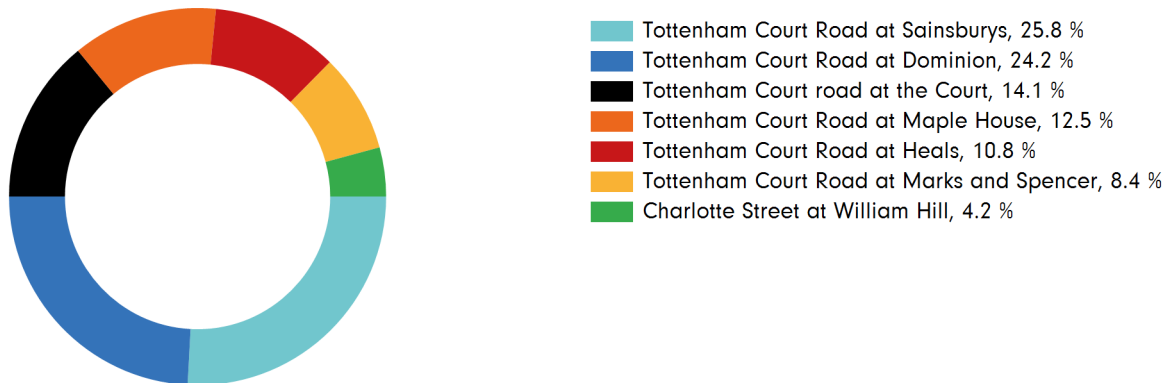 Tottenham Court Road at Sainsburys, 25.8 %
Tottenham Court Road at Dominion, 24.2 %
Tottenham Court road at the Court, 14.1 %
Tottenham Court Road at Maple House, 12.5 %
Tottenham Court Road at Heals, 10.8 %
Tottenham Court Road at Marks and Spencer, 8.4 %
Charlotte Street at William Hill, 4.2 %